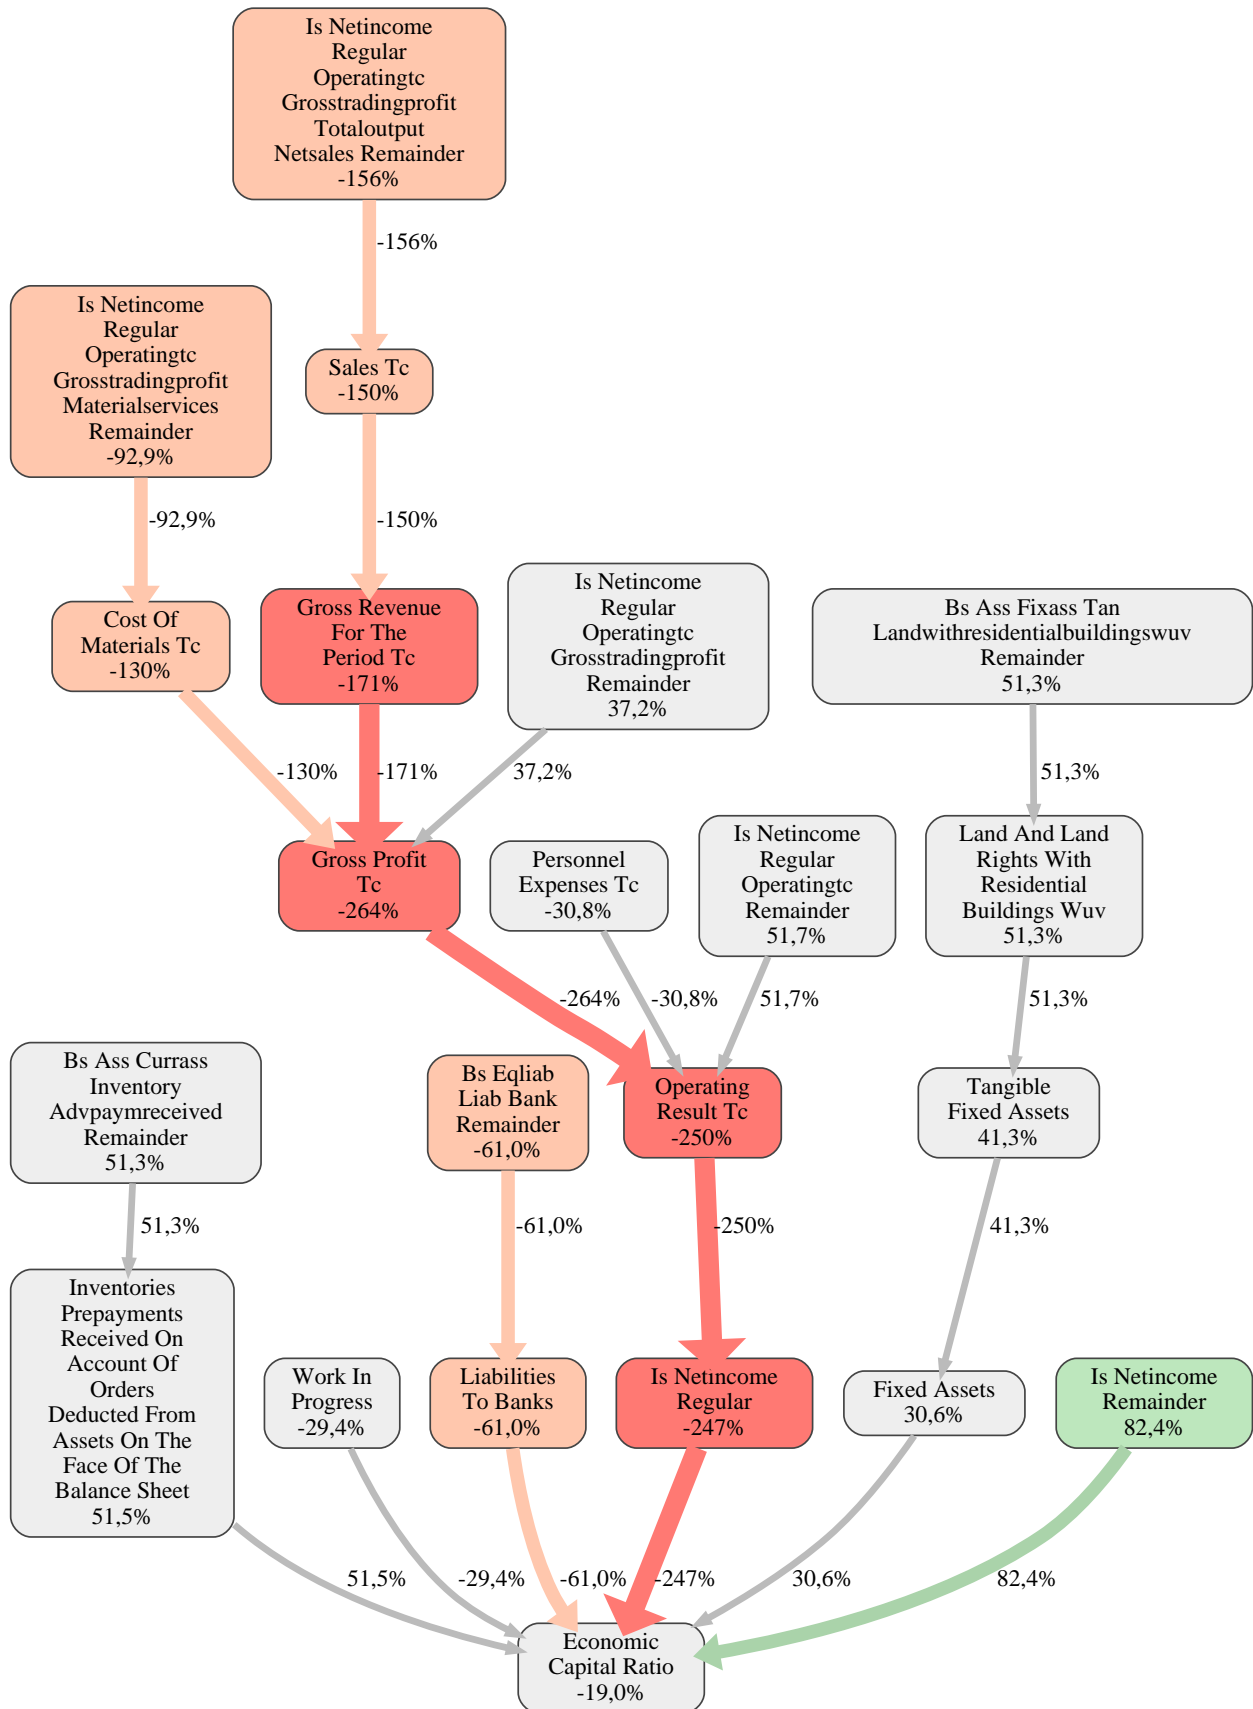 Is Netincome
Regular
Operatingtc
Grosstradingprofit
Totaloutput
Netsales Remainder
-156%
-156%
Is Netincome
Regular
Operatingtc
Grosstradingprofit
Materialservices
Remainder
-92,9%
Sales Tc
-150%
-92,9%
-150%
Cost Of
Materials Tc
-130%
Gross Revenue
For The
Period Tc
-171%
Is Netincome
Regular
Operatingtc
Grosstradingprofit
Remainder
37,2%
Bs Ass Fixass Tan
Landwithresidentialbuildingswuv
Remainder
51,3%
-130%
-171%
37,2%
51,3%
Gross Profit
Tc
-264%
Personnel
Expenses Tc
-30,8%
Is Netincome
Regular
Operatingtc
Remainder
51,7%
Land And Land
Rights With
Residential
Buildings Wuv
51,3%
-264%
-30,8%
51,7%
51,3%
Bs Ass Currass
Inventory
Advpaymreceived
Remainder
51,3%
Bs Eqliab
Liab Bank
Remainder
-61,0%
Operating
Result Tc
-250%
Tangible
Fixed Assets
41,3%
51,3%
-61,0%
-250%
41,3%
Inventories
Prepayments
Received On
Account Of
Orders
Deducted From
Assets On The
Face Of The
Balance Sheet
51,5%
Work In
Progress
-29,4%
Liabilities
To Banks
-61,0%
Is Netincome
Regular
-247%
Fixed Assets
30,6%
Is Netincome
Remainder
82,4%
51,5%
-29,4%
-61,0%
-247%
30,6%
82,4%
Economic
Capital Ratio
-19,0%